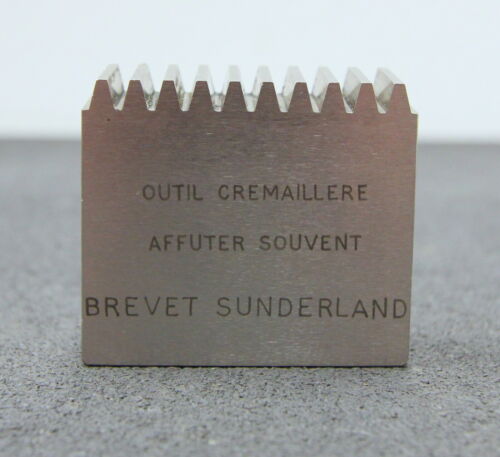 OUTIL CREMAILLERE
AFFUTER SOUVENT
BREVET SUNDERLAND